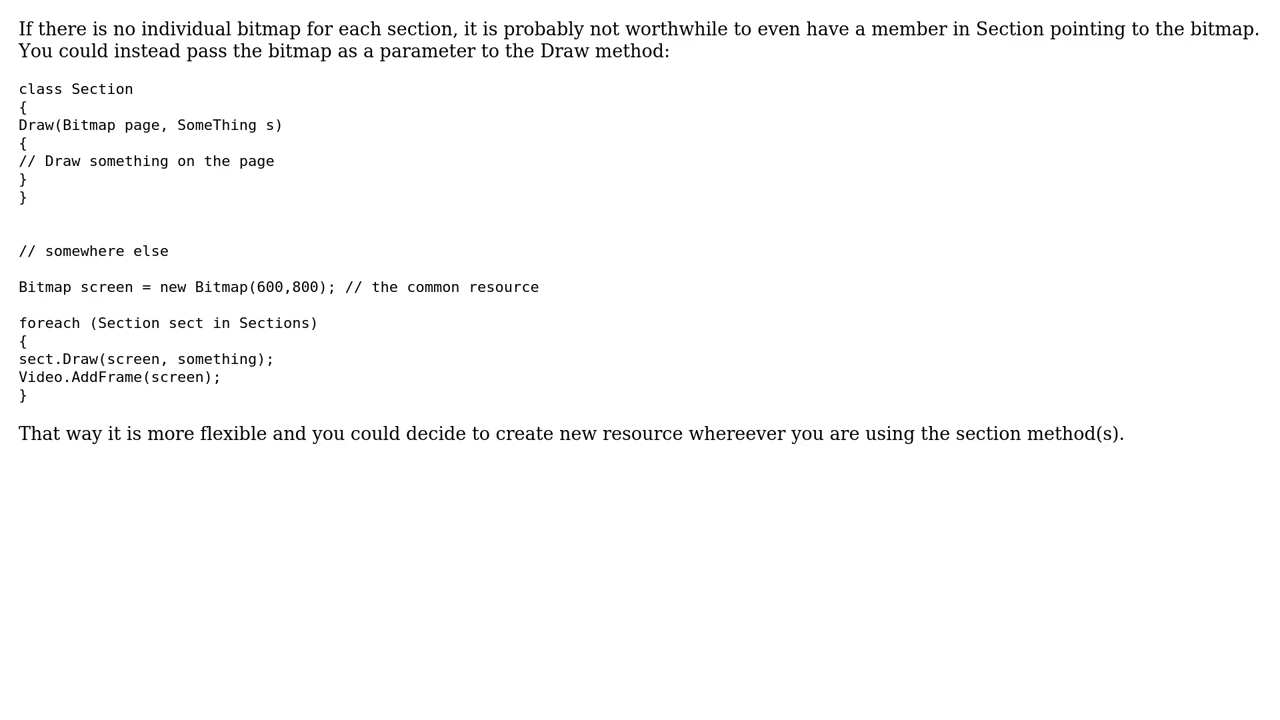 If there is no individual bitmap for each section, it is probably not worthwhile to even have a member in Section pointing to the bitmap.
You could instead pass the bitmap as a parameter to the Draw method:
class Section
{
Draw(Bitmap page, SomeThing s)
{
// Draw something on the page
}
}
// somewhere else
Bitmap screen = new Bitmap(600,800); // the common resource
foreach (Section sect in Sections)
{
sect.Draw(screen, something);
Video.AddFrame(screen);
}
That way it is more flexible and you could decide to create new resource whereever you are using the section method(s).